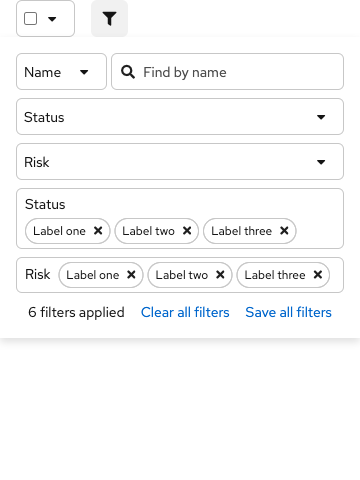 Name Find by name
Status
Risk
Status
Label one Label two Label three
Risk Label one Label two Label three
6 filters applied Clear all filters Save all filters